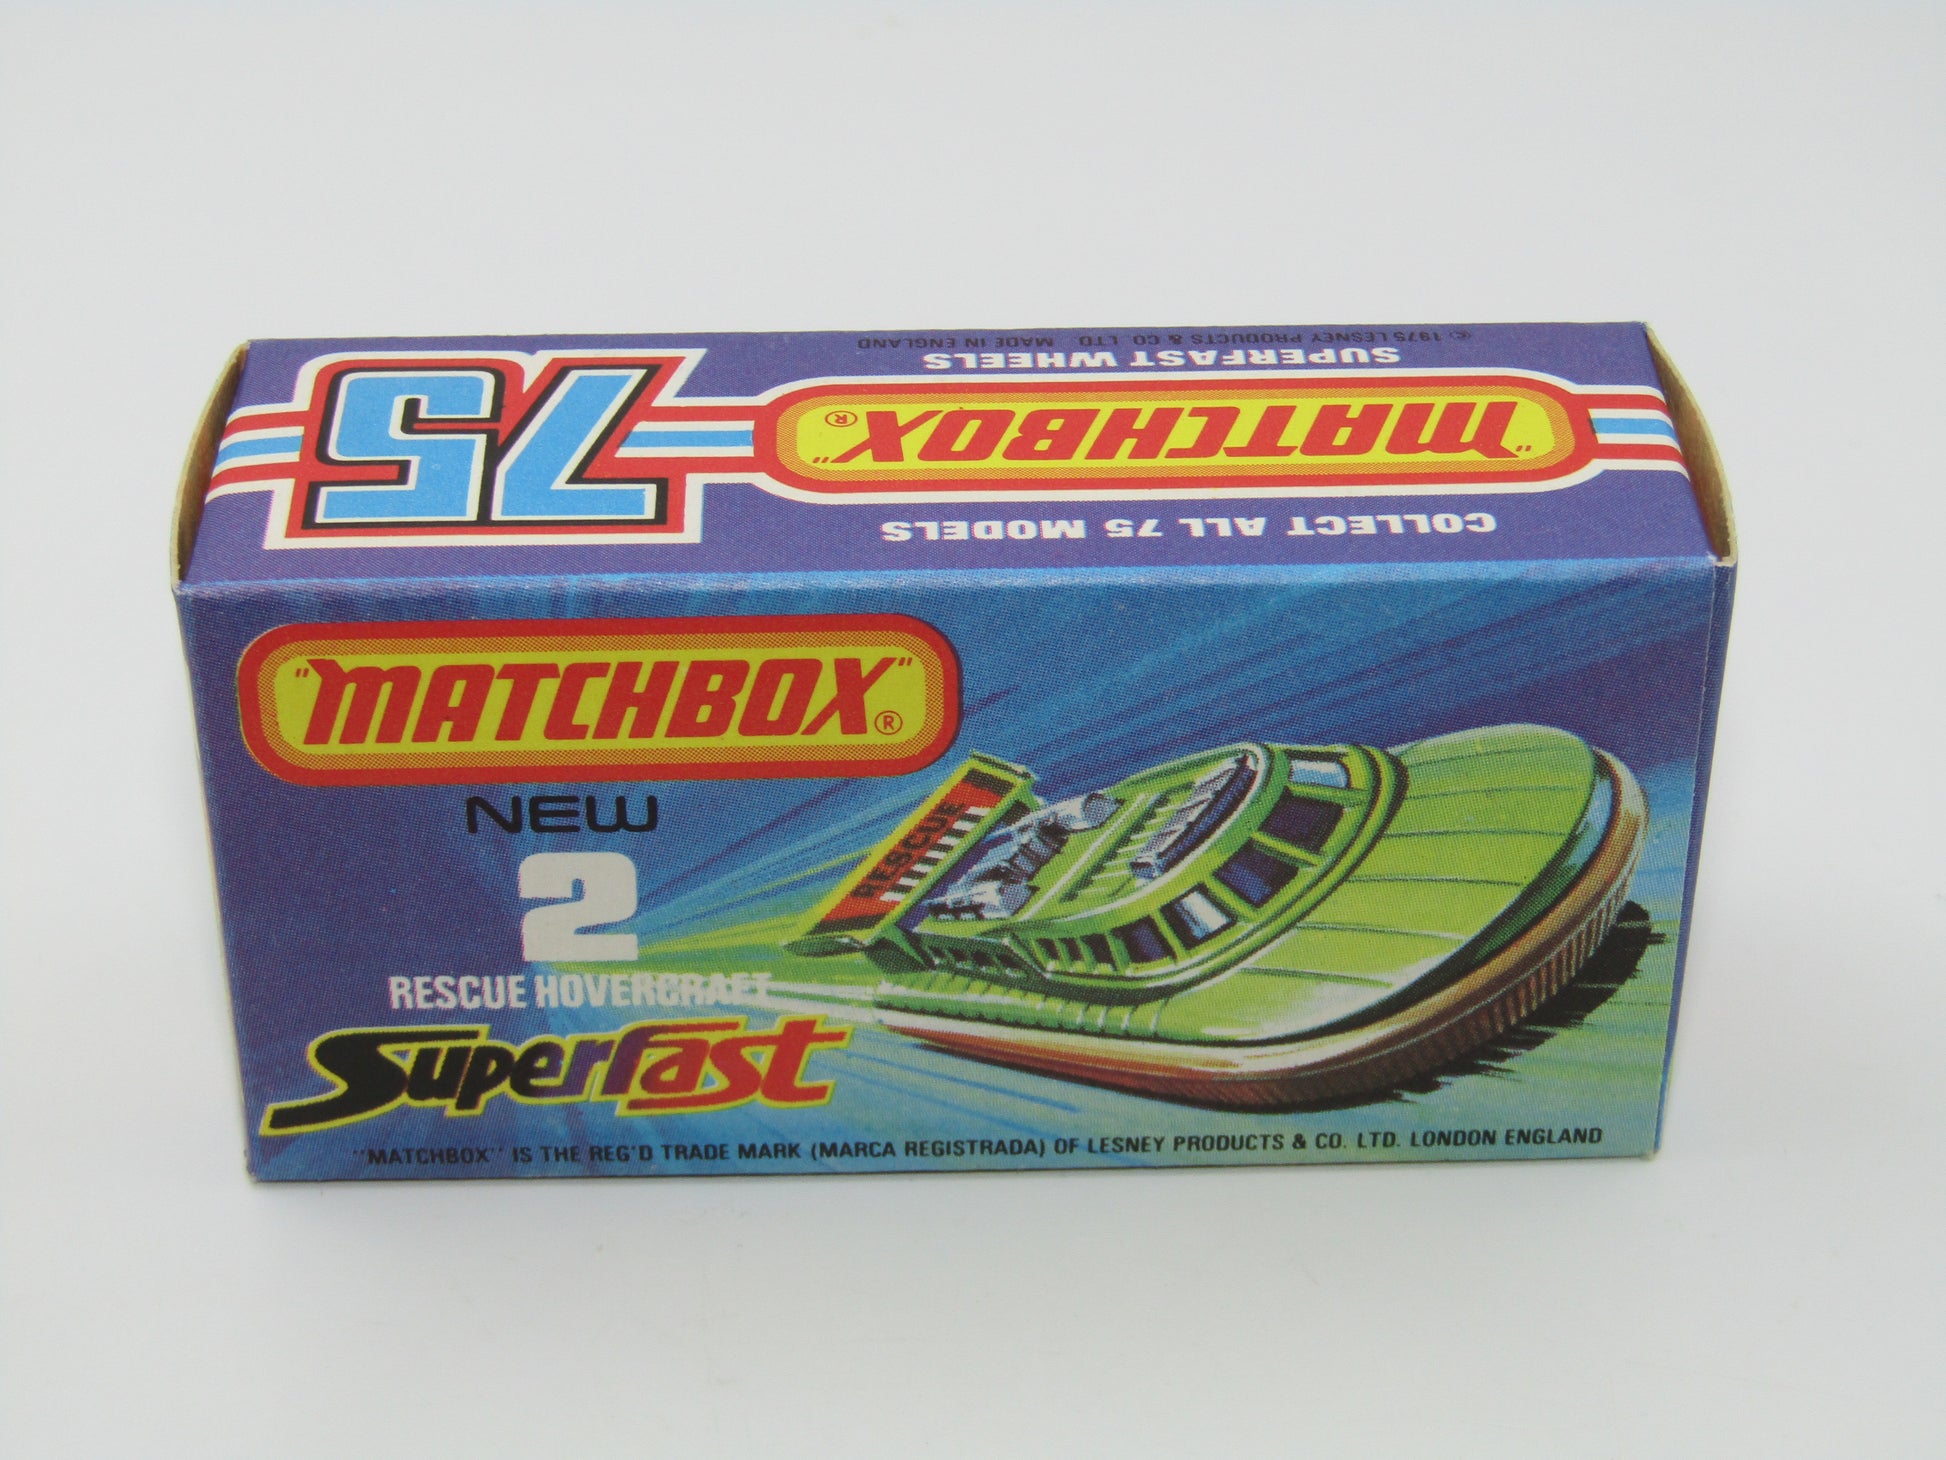 © 1975 LESNEY PRODUCTS & CO. LTD. MADE IN ENGLAND
SUPERFAST WHEELS
"MATCHBOX"®
75
COLLECT ALL 75 MODELS
"MATCHBOX"®
NEW
2
RESCUE HOVERCRAFT
Superfast
RESCUE
"MATCHBOX" IS THE REG'D TRADE MARK (MARCA REGISTRADA) OF LESNEY PRODUCTS & CO. LTD. LONDON ENGLAND